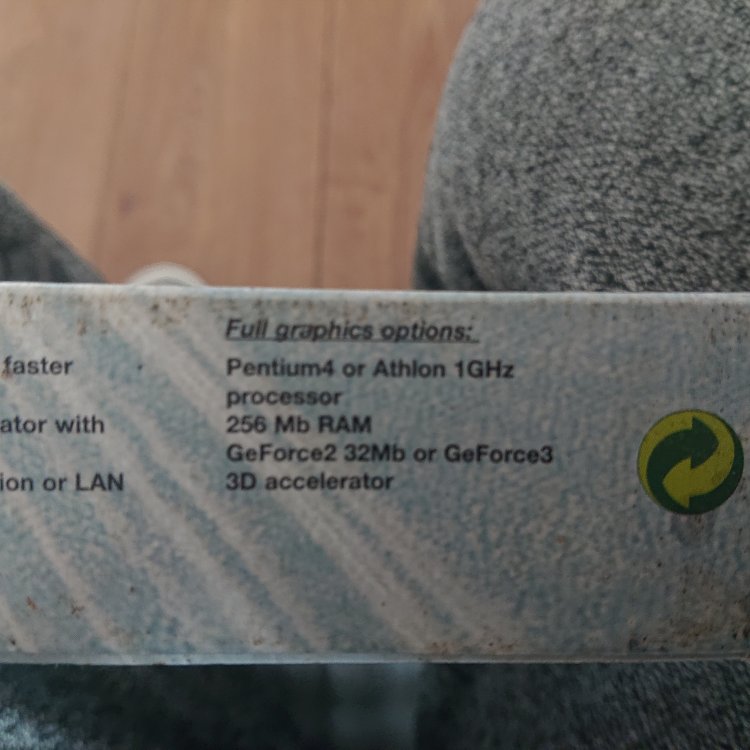 Full graphics options:
faster
Pentium4 or Athlon 1GHz
processor
ator with
256 Mb RAM
GeForce2 32Mb or GeForce3
ion or LAN
3D accelerator